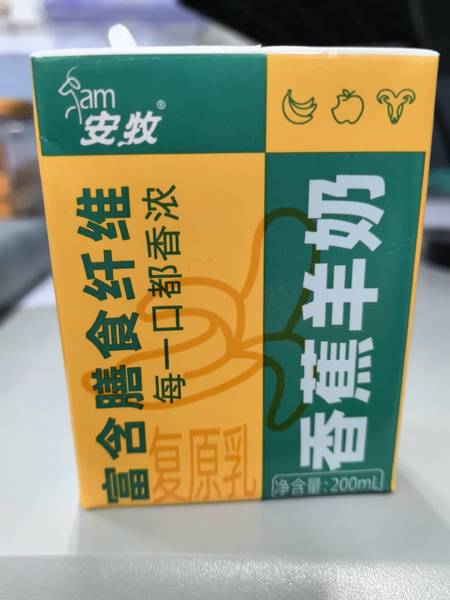 am
安牧®
富含膳食纤维
每一口都香浓
复原乳
香蕉羊奶
净含量:200mL